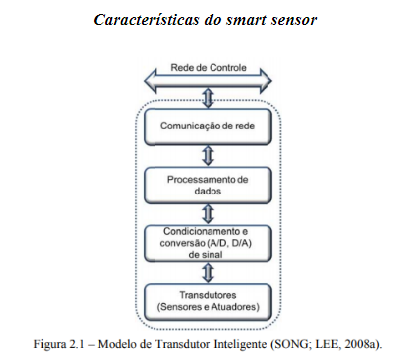 Características do smart sensor
Rede de Controle
Comunicação de rede
Processamento de
dados
Condicionamento e
conversão (A/D, D/A)
de sinal
Transdutores
(Sensores e Atuadores)
Figura 2.1 – Modelo de Transdutor Inteligente (SONG; LEE, 2008a).